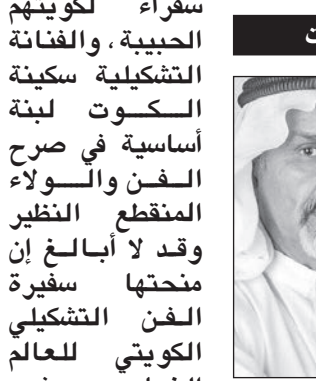 سفراء لكويتهم
الحبيبة، والفنانة
التشكيلية سكينة
الكوت لبنة
أساسية في صرح
الفن والولاء
المنقطع النظير
وقد لا أبالغ إن
منحتها سفيرة
الفن التشكيلي
الكويتي للعالم